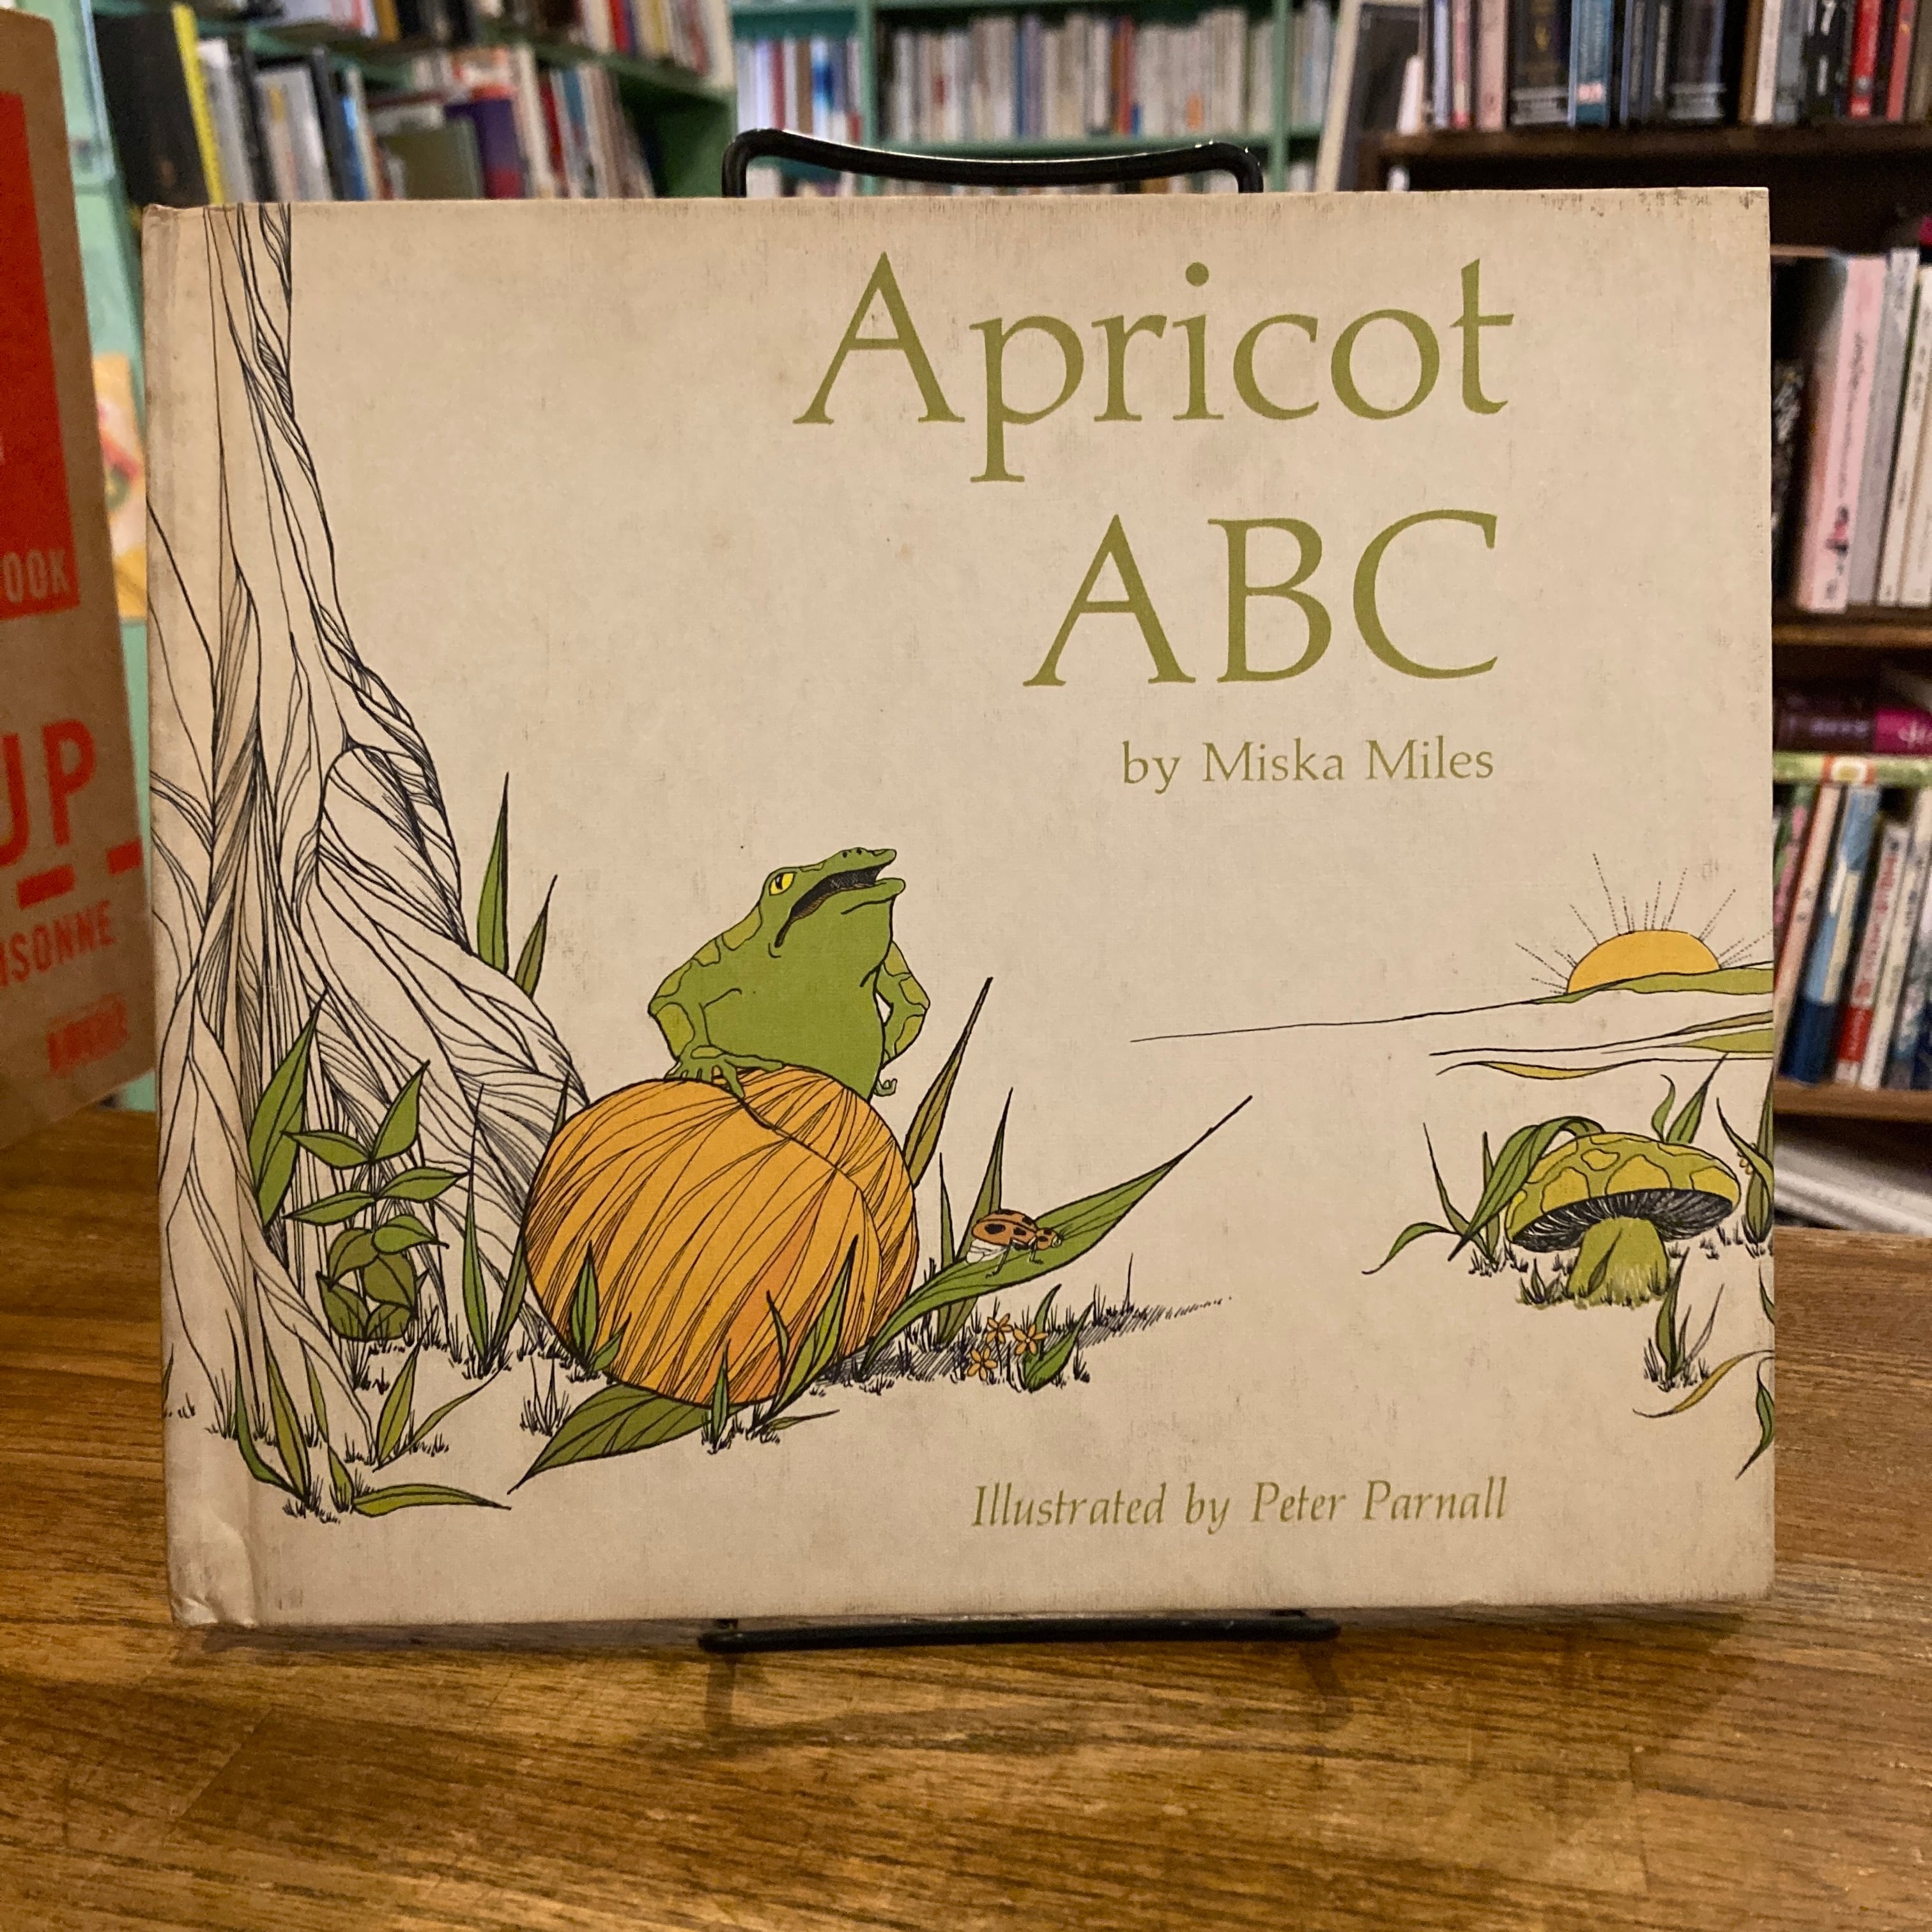 Apricot
ABC
by Miska Miles
Illustrated by Peter Parnall
OOK
UP
ISONNE